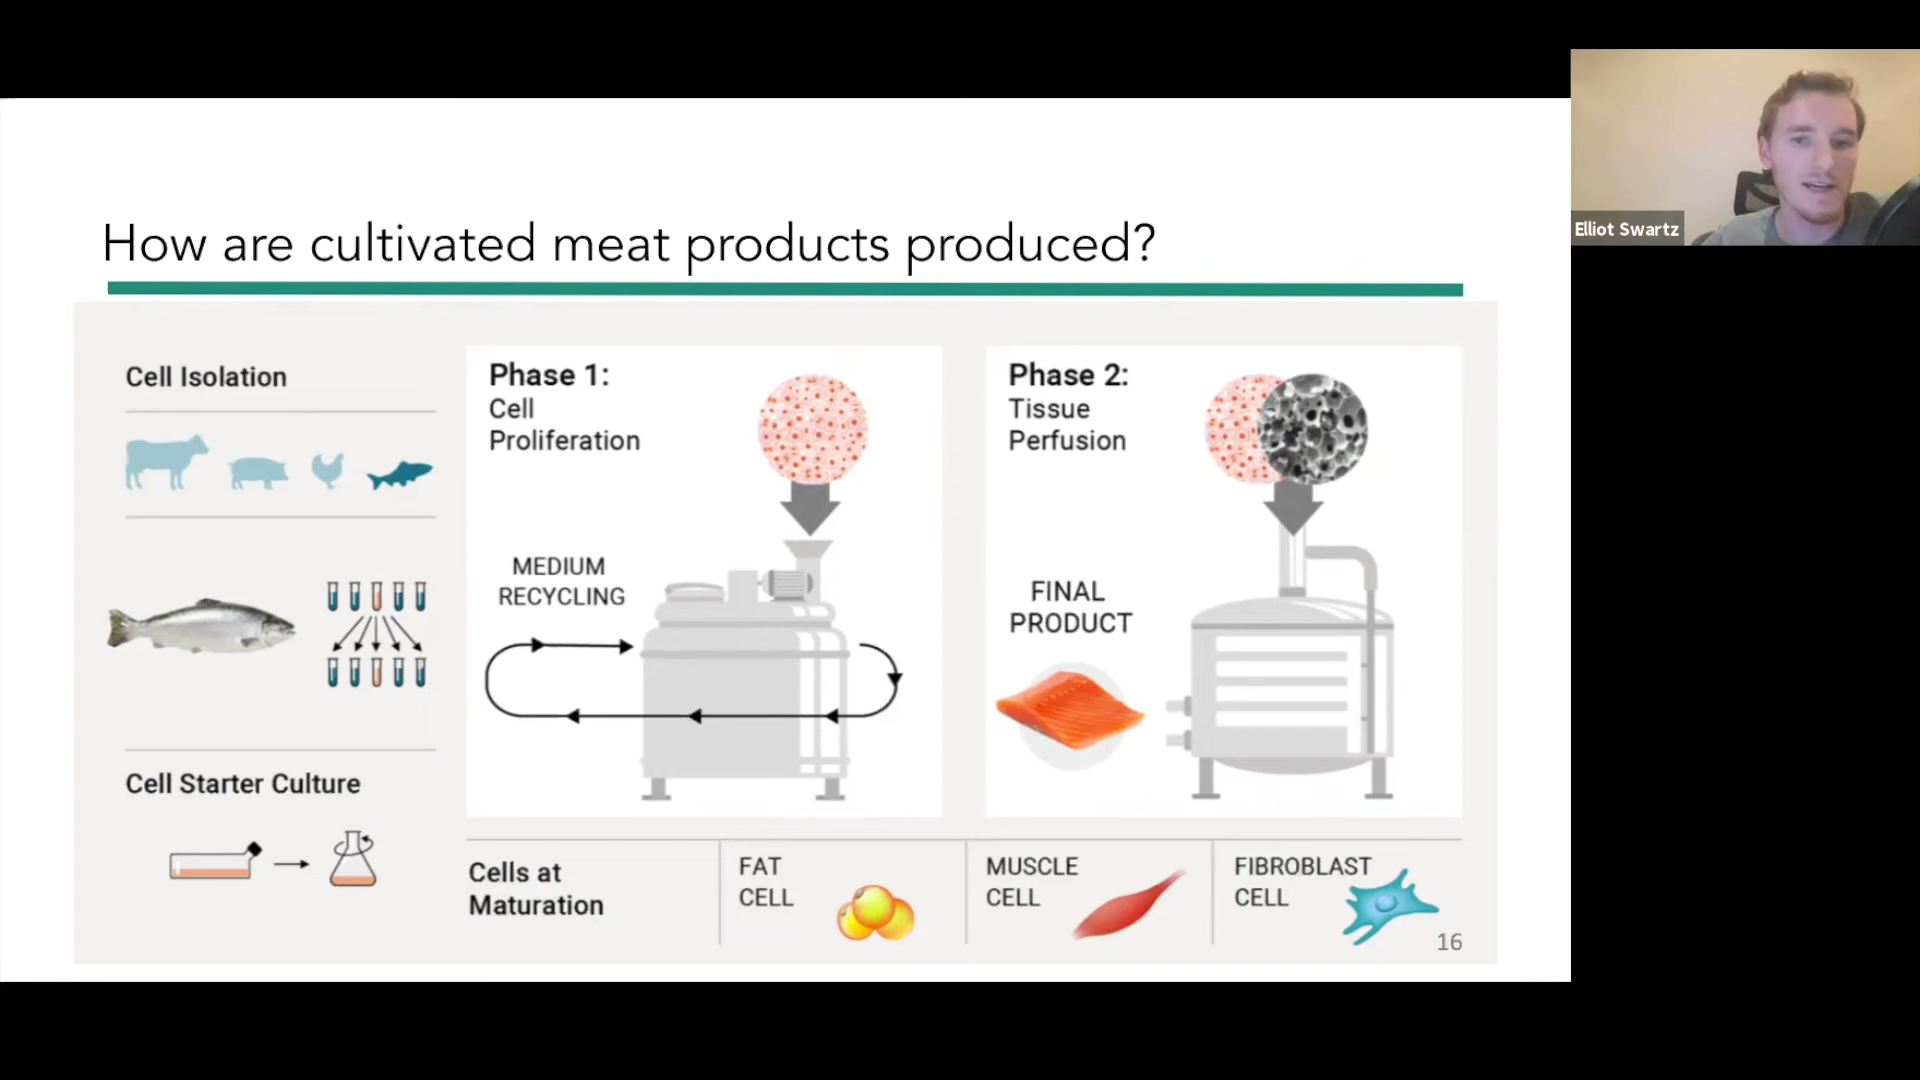 How are cultivated meat products produced?
Cell Isolation
Cell Starter Culture
Phase 1:
Cell
Proliferation
MEDIUM
RECYCLING
Phase 2:
Tissue
Perfusion
FINAL
PRODUCT
Cells at
Maturation
FAT
CELL
MUSCLE
CELL
FIBROBLAST
CELL
16
Elliot Swartz